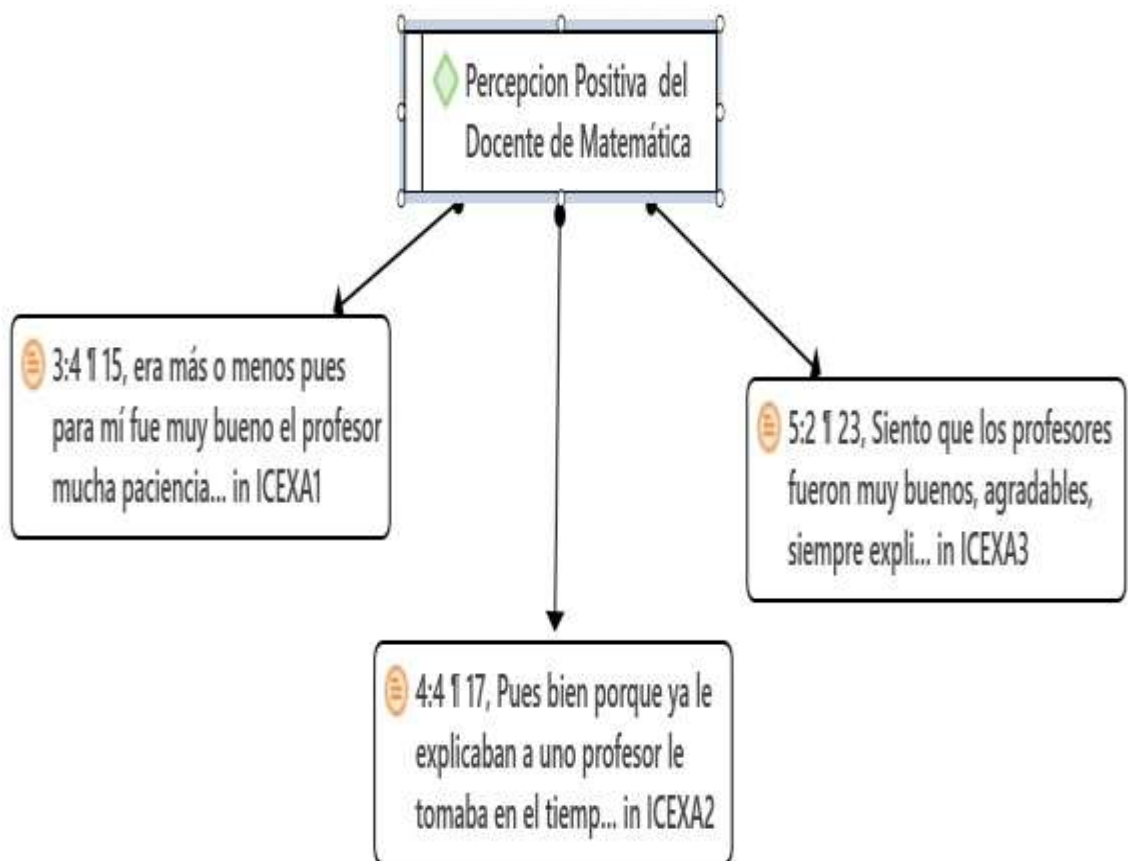 Percepcion Positiva del
Docente de Matemática
3:4 ¶ 15, era más o menos pues
para mí fue muy bueno el profesor
mucha paciencia... in ICEXA1
5:2 ¶ 23, Siento que los profesores
fueron muy buenos, agradables,
siempre expli... in ICEXA3
4:4 ¶ 17, Pues bien porque ya le
explicaban a uno profesor le
tomaba en el tiemp... in ICEXA2